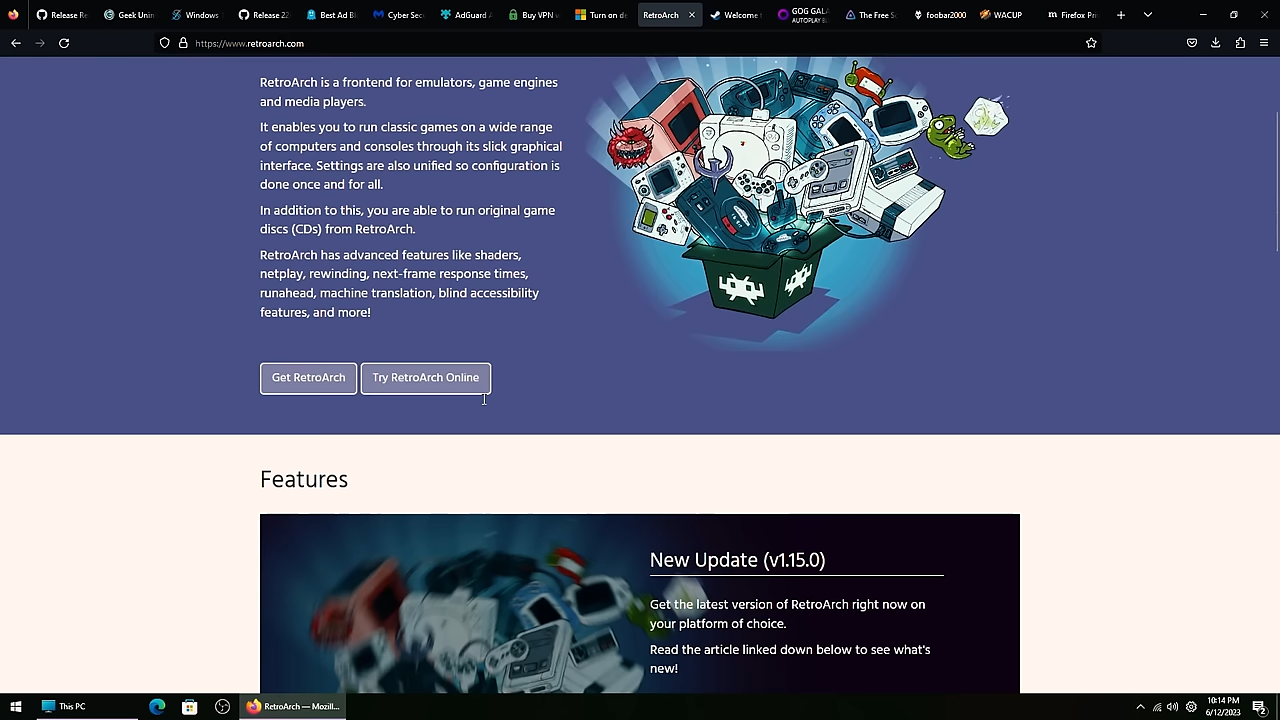 Release Re
Geek Unin
Windows
Release 22
Best Ad Bl
Cyber Sec
AdGuard A
Buy VPN v
Turn on d
RetroArch
Welcome t
GOG GALA
AUTOPLAY BL
The Free S
foobar2000
WACUP
Firefox Pri
https://www.retroarch.com
RetroArch is a frontend for emulators, game engines
and media players.
It enables you to run classic games on a wide range
of computers and consoles through its slick graphical
interface. Settings are also unified so configuration is
done once and for all.
In addition to this, you are able to run original game
discs (CDs) from RetroArch.
RetroArch has advanced features like shaders,
netplay, rewinding, next-frame response times,
runahead, machine translation, blind accessibility
features, and more!
Get RetroArch
Try RetroArch Online
Features
New Update (v1.15.0)
Get the latest version of RetroArch right now on
your platform of choice.
Read the article linked down below to see what's
new!
This PC
RetroArch — Mozill...
10:14 PM
6/12/2023